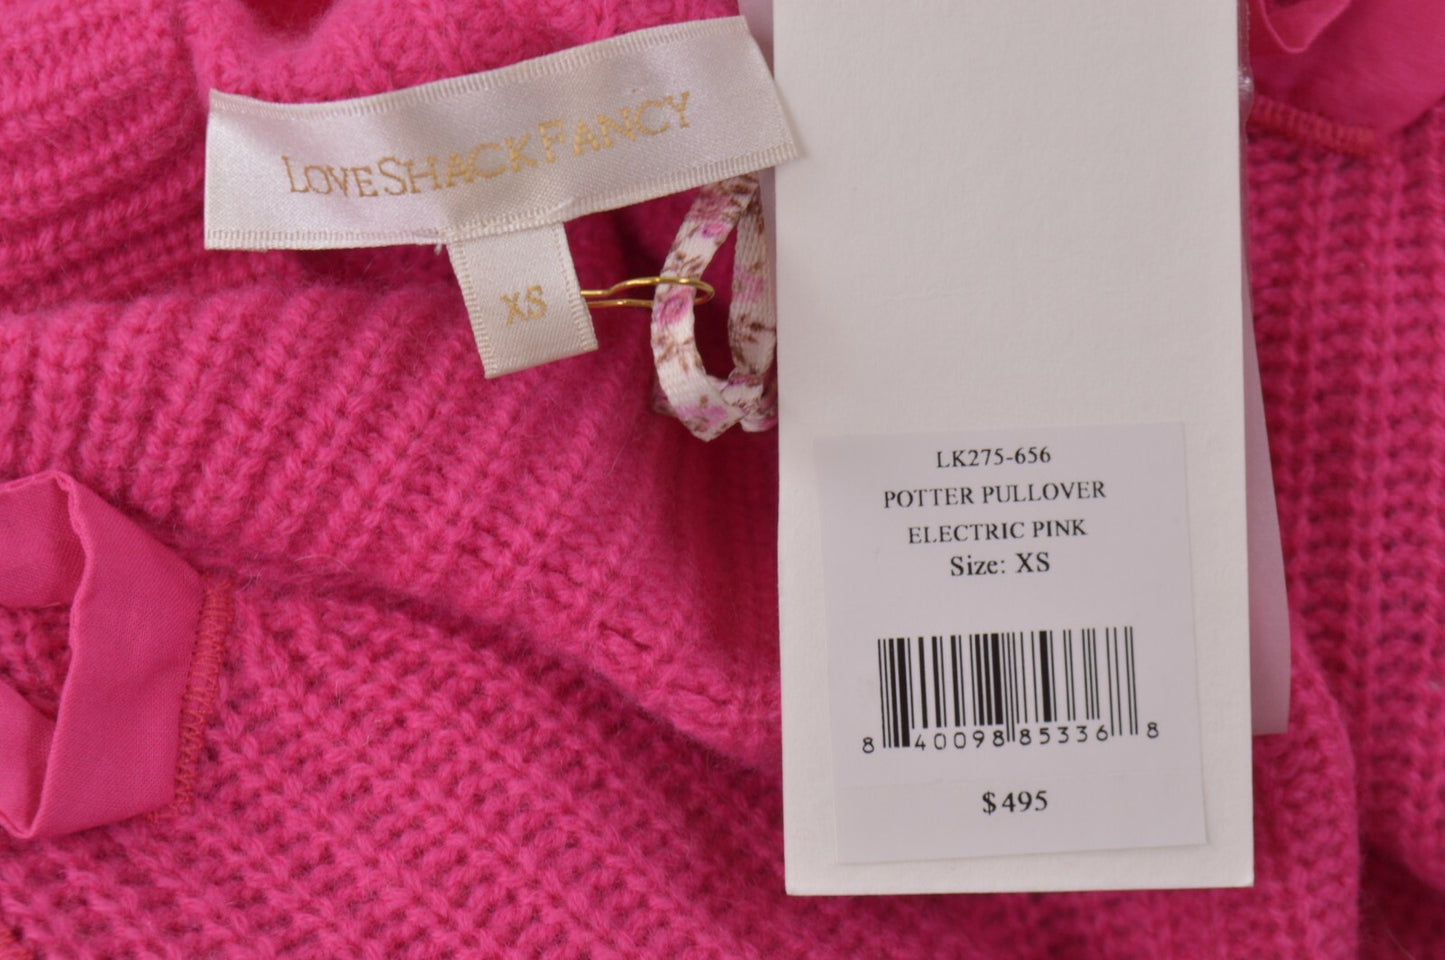 LOVESHACKFANCY
XS
LK275-656
POTTER PULLOVER
ELECTRIC PINK
Size: XS
8 40098 85336 8
$495